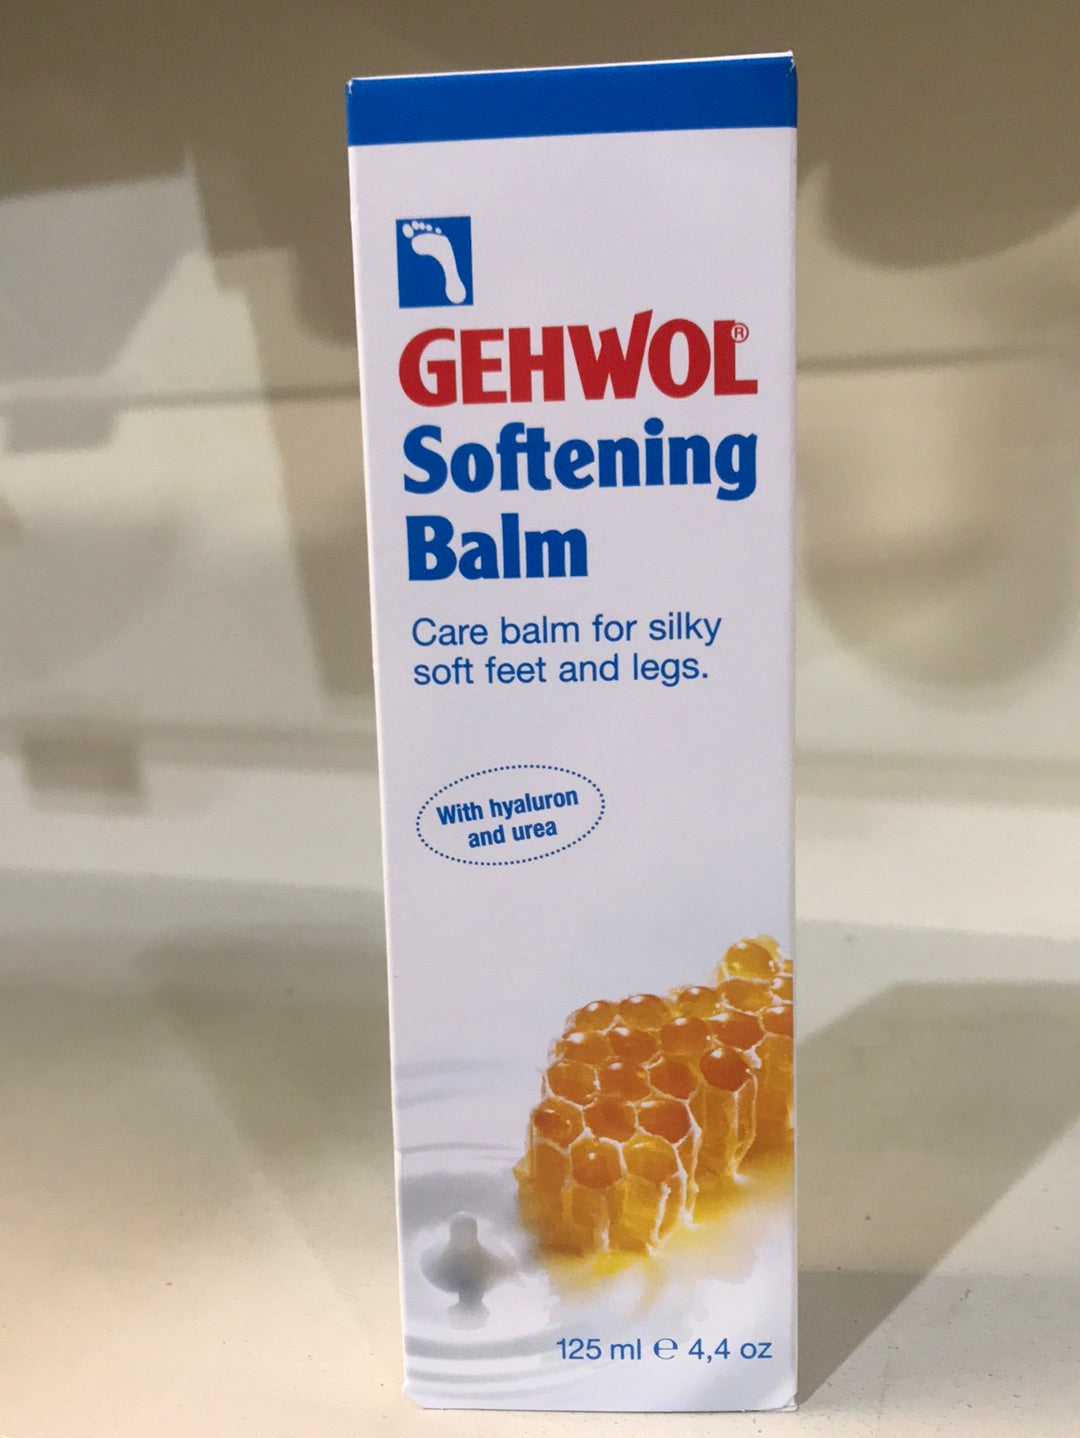 GEHWOL®
Softening
Balm
Care balm for silky
soft feet and legs.
With hyaluron
and urea
125 ml ℮ 4,4 oz